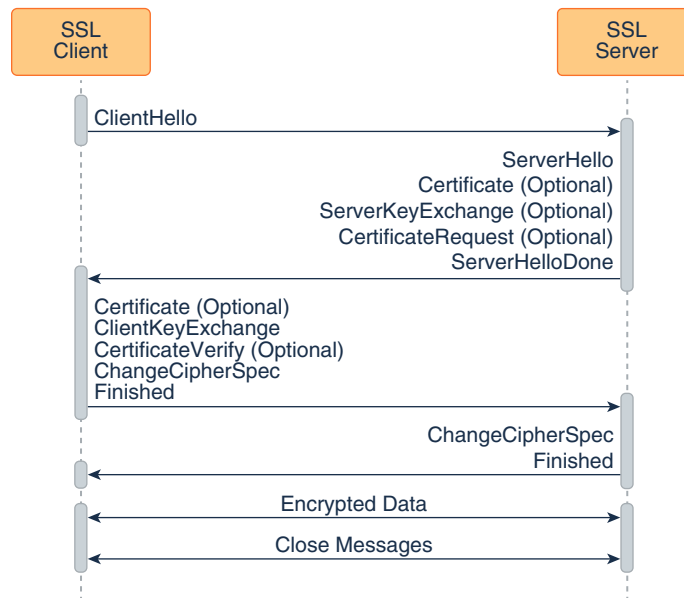 SSL
Client
SSL
Server
ClientHello
ServerHello
Certificate (Optional)
ServerKeyExchange (Optional)
CertificateRequest (Optional)
ServerHelloDone
Certificate (Optional)
ClientKeyExchange
CertificateVerify (Optional)
ChangeCipherSpec
Finished
ChangeCipherSpec
Finished
Encrypted Data
Close Messages